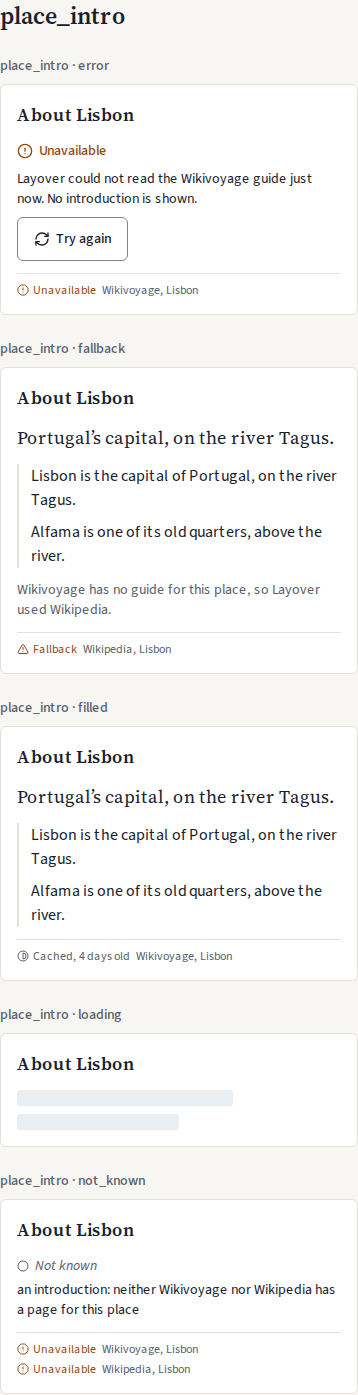 place_intro
place_intro · error
About Lisbon
Unavailable
Layover could not read the Wikivoyage guide just
now. No introduction is shown.
Try again
Unavailable Wikivoyage, Lisbon
place_intro · fallback
About Lisbon
Portugal’s capital, on the river Tagus.
Lisbon is the capital of Portugal, on the river
Tagus.
Alfama is one of its old quarters, above the
river.
Wikivoyage has no guide for this place, so Layover
used Wikipedia.
Fallback Wikipedia, Lisbon
place_intro · filled
About Lisbon
Portugal’s capital, on the river Tagus.
Lisbon is the capital of Portugal, on the river
Tagus.
Alfama is one of its old quarters, above the
river.
Cached, 4 days old Wikivoyage, Lisbon
place_intro · loading
About Lisbon
place_intro · not_known
About Lisbon
Not known
an introduction: neither Wikivoyage nor Wikipedia has
a page for this place
Unavailable Wikivoyage, Lisbon
Unavailable Wikipedia, Lisbon